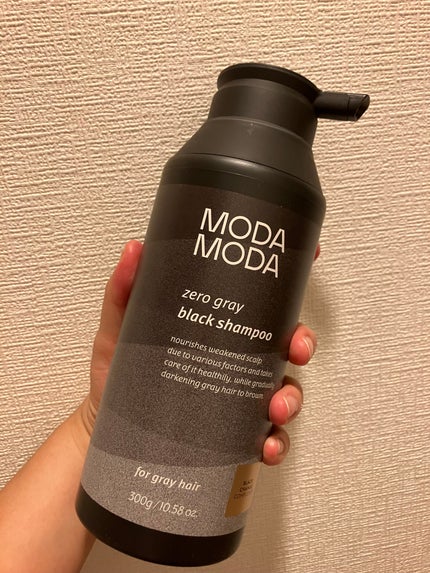 MODA
MODA
zero gray
black shampoo
nourishes weakened scalp
due to various factors and takes
care of it healthily, while gradually
darkening gray hair to brown
for gray hair
300g/10.58 oz.
BLACK